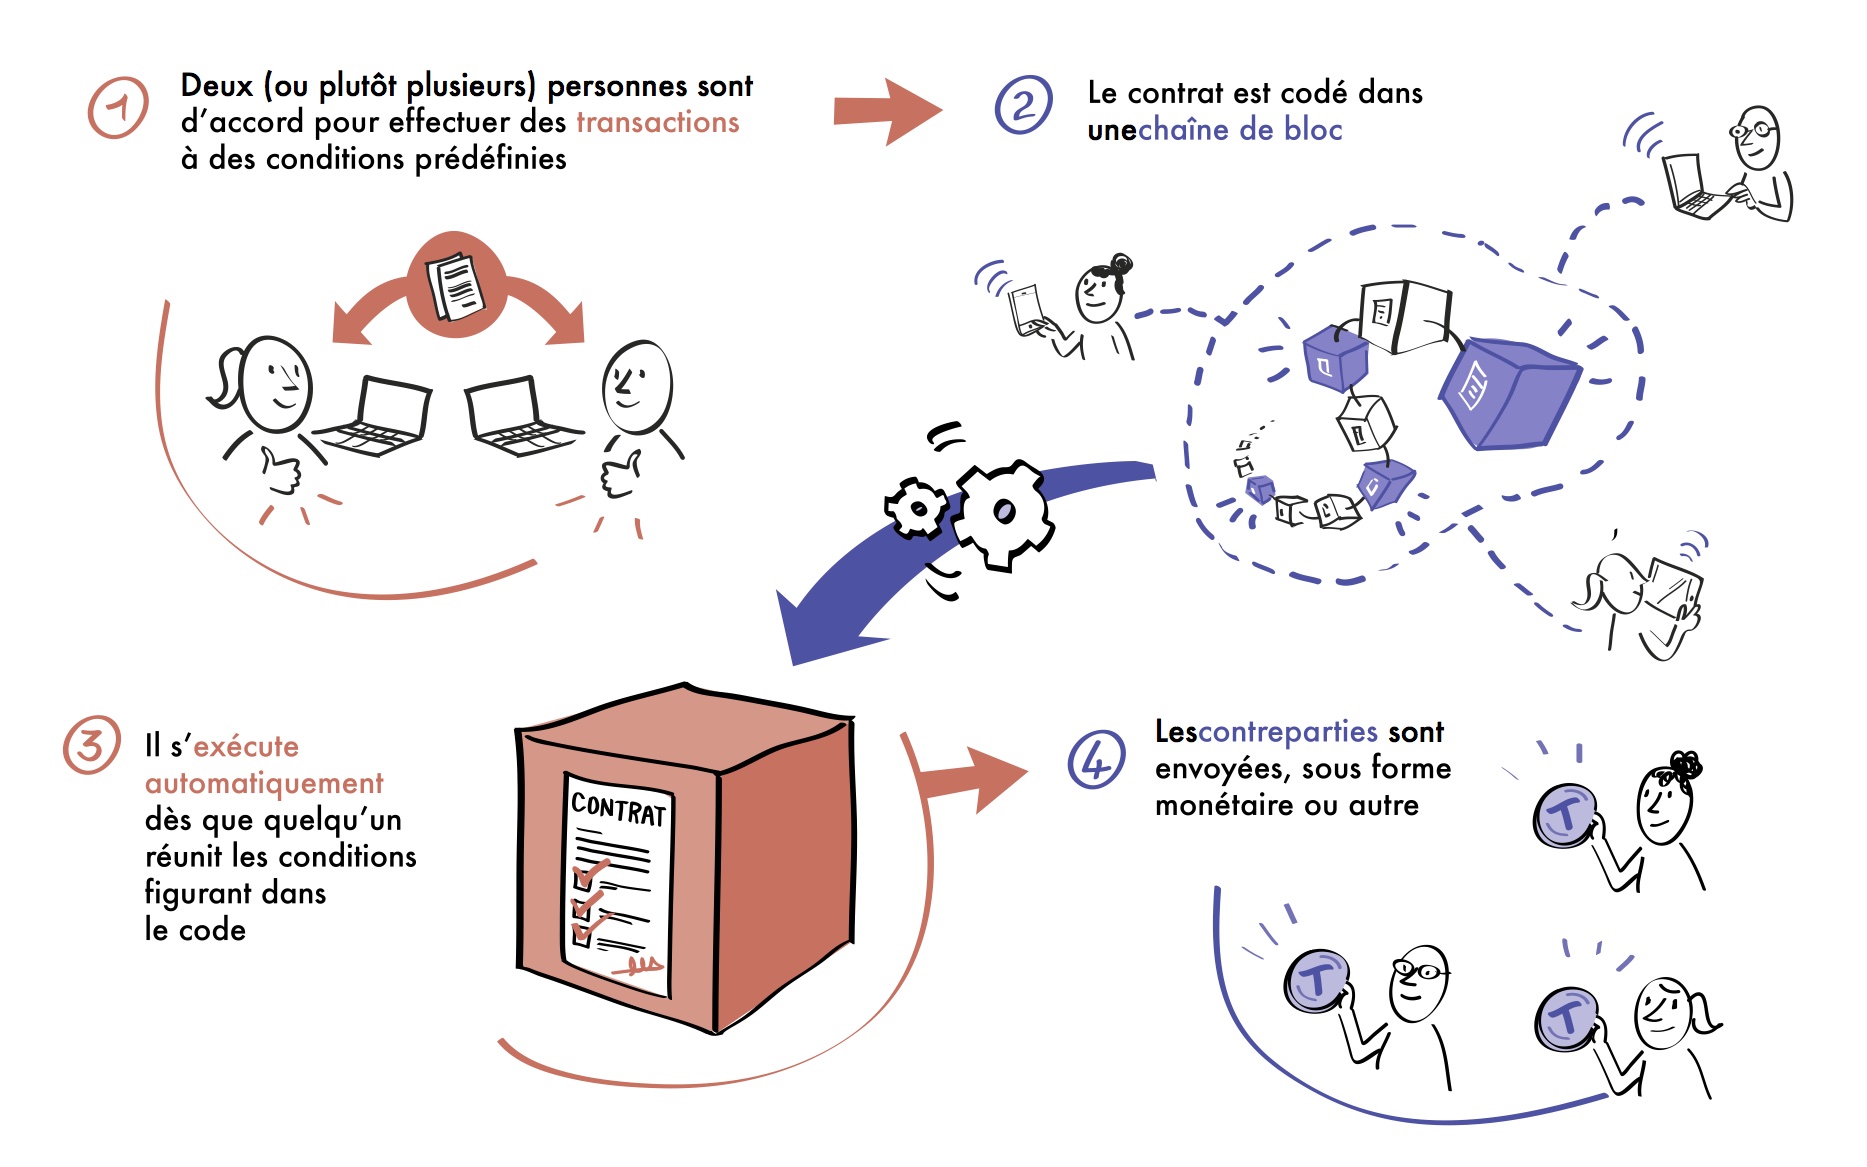 1
Deux (ou plutôt plusieurs) personnes sont
d’accord pour effectuer des transactions
à des conditions prédéfinies
2
Le contrat est codé dans
unechaîne de bloc
3
Il s’exécute
automatiquement
dès que quelqu’un
réunit les conditions
figurant dans
le code
CONTRAT
4
Lescontreparties sont
envoyées, sous forme
monétaire ou autre
T
T
T